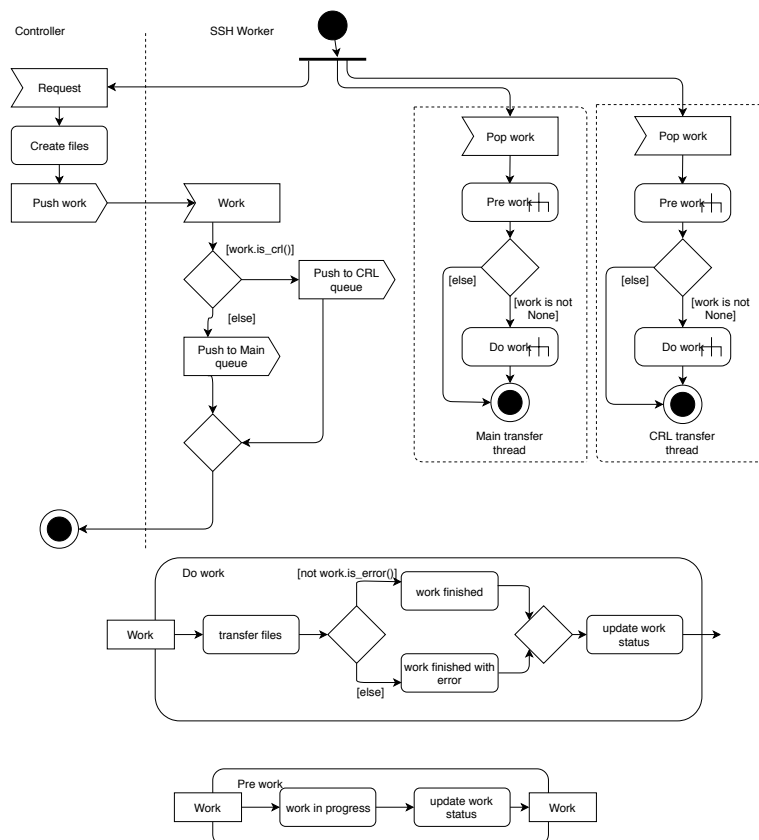 Controller
SSH Worker
Request
Create files
Push work
Work
[work.is_crl()]
Push to CRL
queue
[else]
Push to Main
queue
Pop work
Pre work
[else]
[work is not
None]
Do work
Main transfer
thread
Pop work
Pre work
[else]
[work is not
None]
Do work
CRL transfer
thread
Do work
Work
transfer files
[not work.is_error()]
work finished
[else]
work finished with
error
update work
status
Pre work
Work
work in progress
update work
status
Work